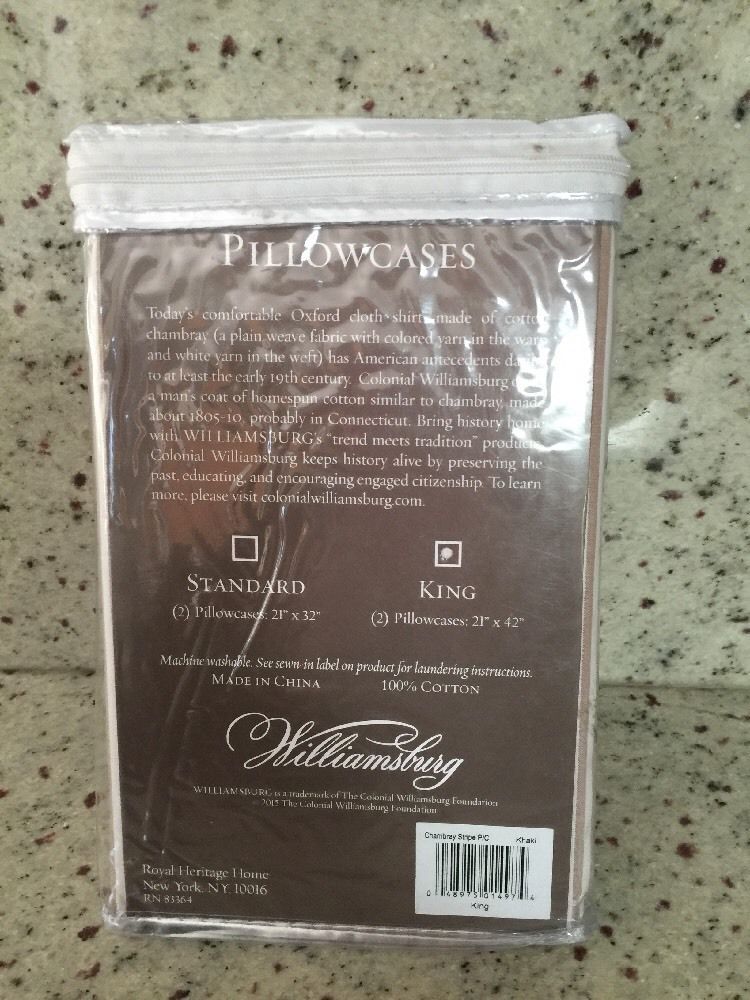 PILLOWCASES
Today's comfortable Oxford cloth shirt, made of
chambray (a plain weave fabric with colored yarn in the warp
and white yarn in the weft) has American antecedents
to at least the early 19th century. Colonial Williamsburg
a man's coat of homespun cotton similar to chambray, made
about 1805-10, probably in Connecticut. Bring history home
with WILLIAMSBURG's "trend meets tradition"
Colonial Williamsburg keeps history alive by preserving the
past, educating, and encouraging engaged citizenship. To learn
more, please visit colonialwilliamsburg.com.
STANDARD KING
(2) Pillowcases: 21" x 32" (2) Pillowcases: 21" x 42"
Machine washable. See sewn in label on product for laundering instructions.
MADE IN CHINA 100% COTTON
Williamsburg
WILLIAMSBURG is a trademark of The Colonial Williamsburg Foundation
2015 The Colonial Williamsburg Foundation
Chambray Stripe P/C Khaki
0 48975 01497 4
King
Royal Heritage Home
New York, NY 10016
RN 83364